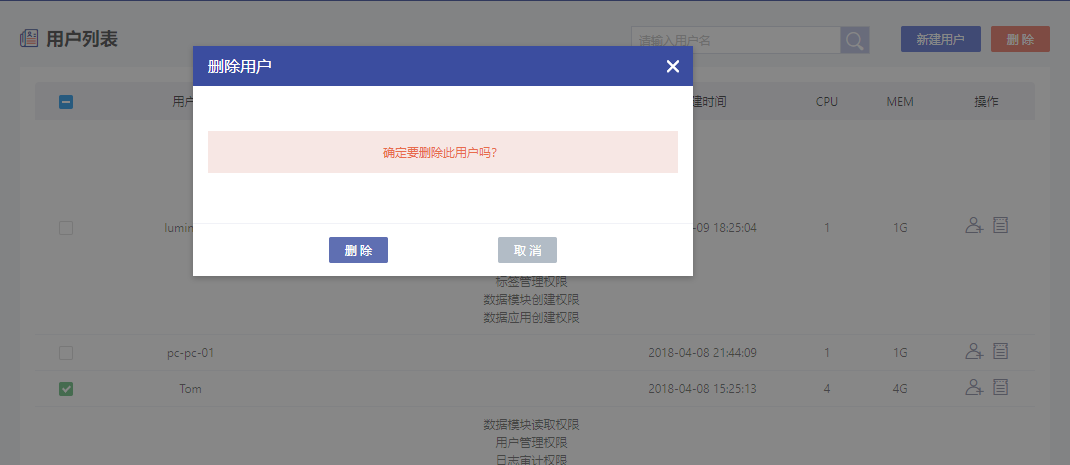 用户列表
请输入用户名
新建用户
删 除
删除用户
用户
建时间
CPU
MEM
操作
确定要删除此用户吗?
lumin
-09 18:25:04
1
1G
删 除
取 消
标签管理权限
数据模块创建权限
数据应用创建权限
pc-pc-01
2018-04-08 21:44:09
1
1G
Tom
2018-04-08 15:25:13
4
4G
数据模块读取权限
用户管理权限
日志审计权限